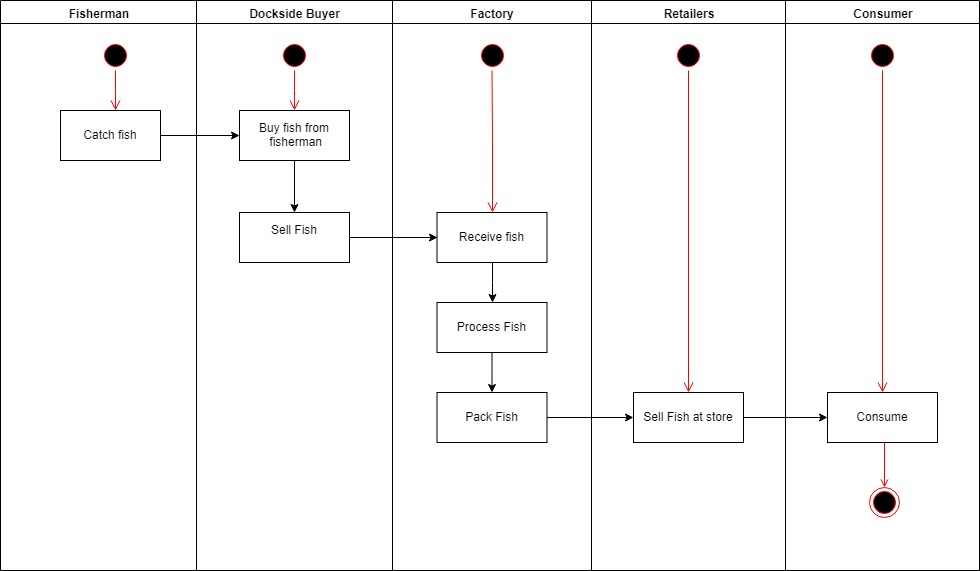 Fisherman
Dockside Buyer
Factory
Retailers
Consumer
Catch fish
Buy fish from
fisherman
Sell Fish
Receive fish
Process Fish
Pack Fish
Sell Fish at store
Consume